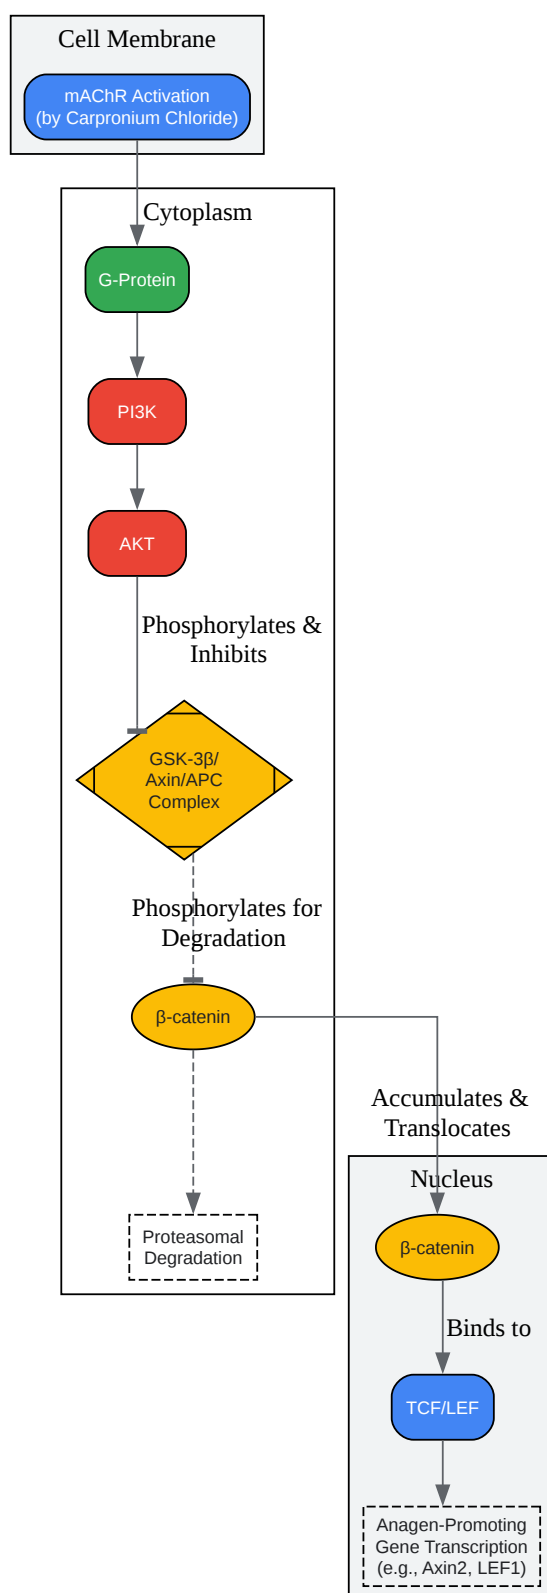 Cell Membrane
mAChR Activation
(by Carpronium Chloride)
Cytoplasm
G-Protein
PI3K
AKT
Phosphorylates &
Inhibits
GSK-3β/
Axin/APC
Complex
Phosphorylates for
Degradation
β-catenin
Accumulates &
Translocates
Nucleus
Proteasomal
Degradation
β-catenin
Binds to
TCF/LEF
Anagen-Promoting
Gene Transcription
(e.g., Axin2, LEF1)